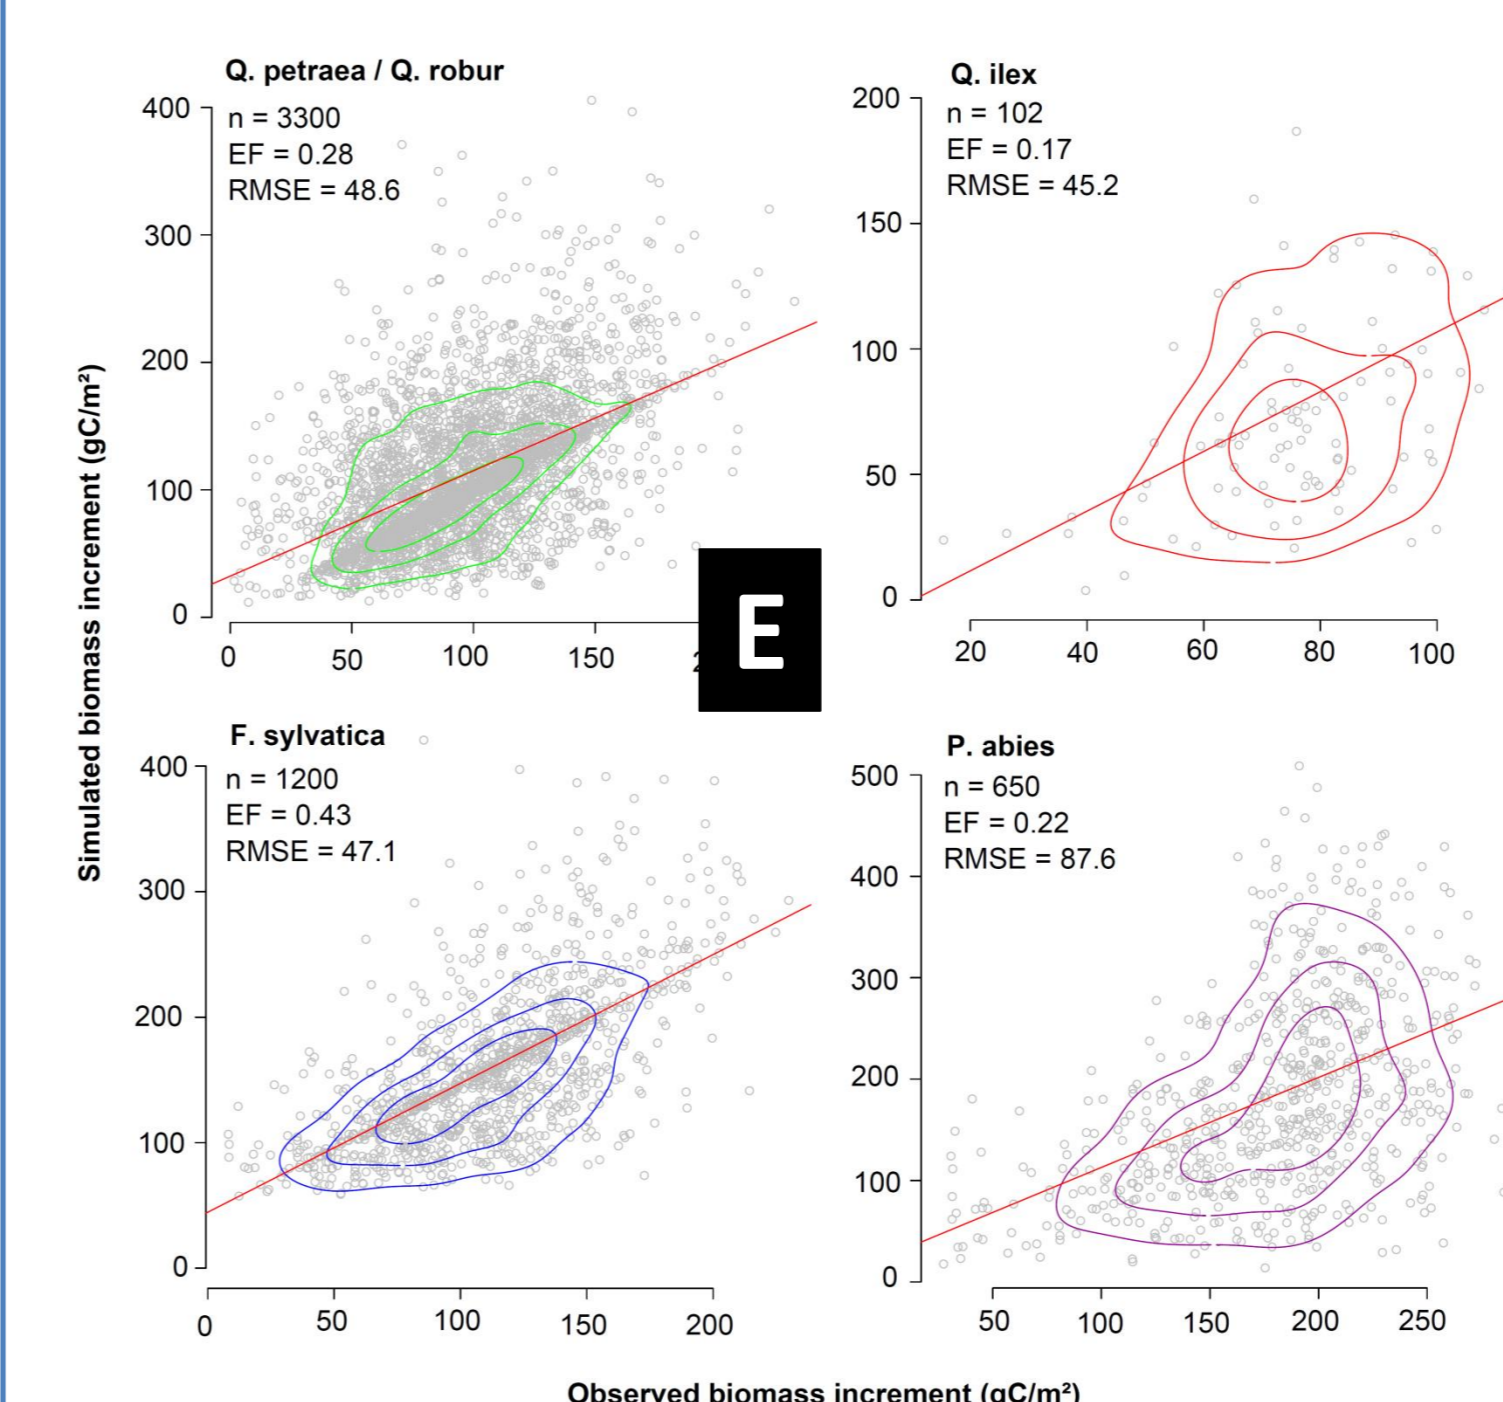 Q. petraea / Q. robur
n = 3300
EF = 0.28
RMSE = 48.6
400
300
200
100
0
0 50 100 150
Q. ilex
n = 102
EF = 0.17
RMSE = 45.2
200
150
100
50
0
20 40 60 80 100
E
Simulated biomass increment (gC/m²)
F. sylvatica
n = 1200
EF = 0.43
RMSE = 47.1
400
300
200
100
0
0 50 100 150 200
P. abies
n = 650
EF = 0.22
RMSE = 87.6
500
400
300
200
100
0
50 100 150 200 250
Observed biomass increment (gC/m²)